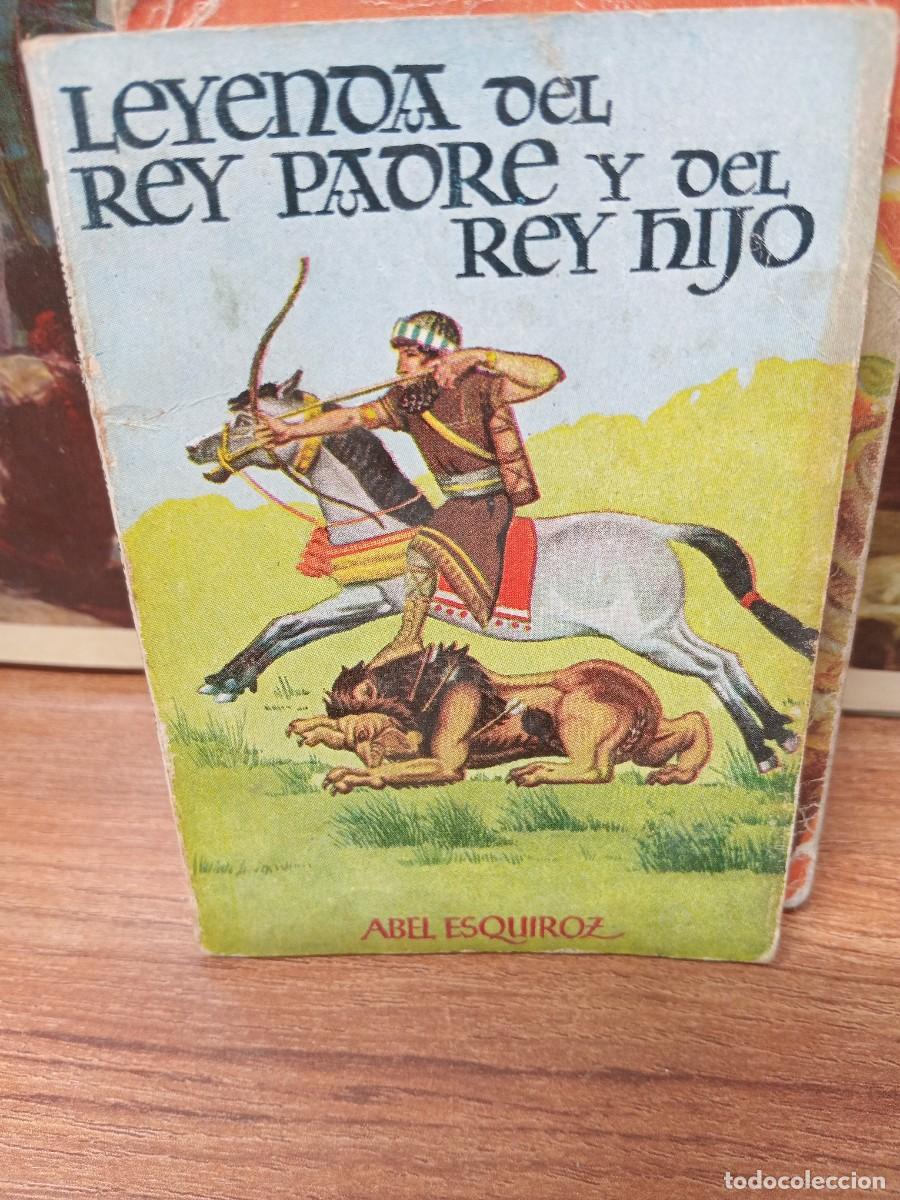 LEYENDA DEL
REY PADRE Y DEL
REY HIJO
ABEL ESQUIROZ
todocoleccion